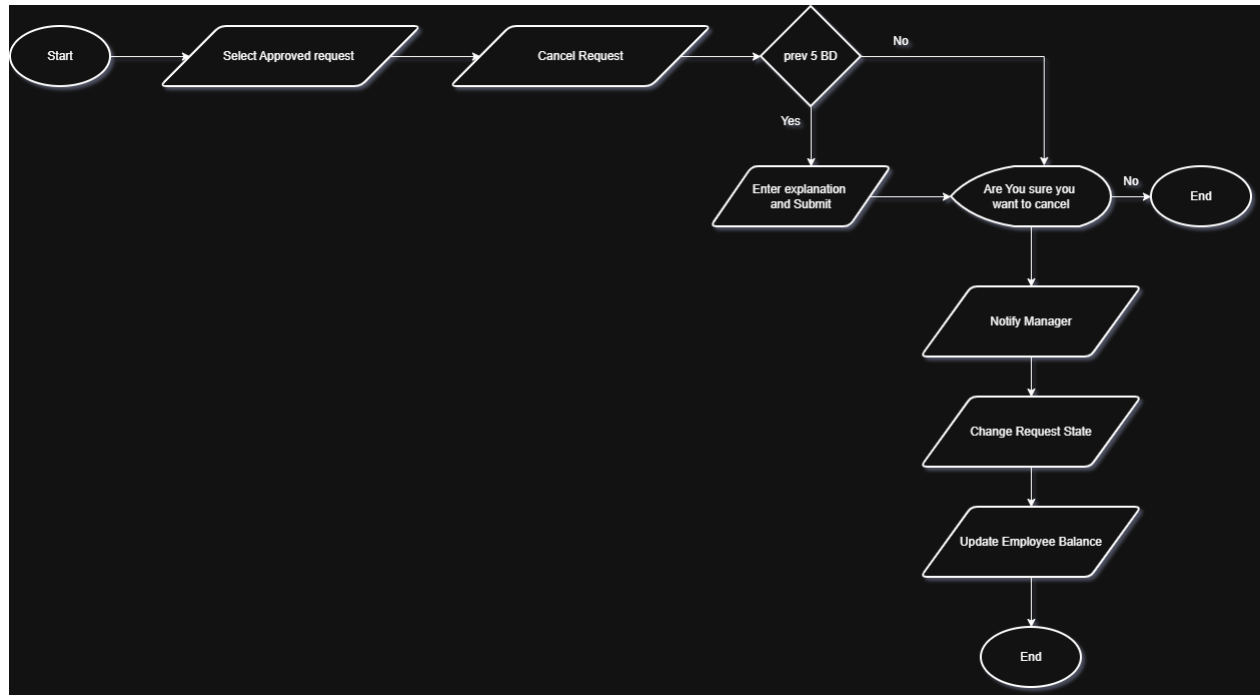 Start
Select Approved request
Cancel Request
prev 5 BD
No
Yes
Enter explanation
and Submit
Are You sure you
want to cancel
No
End
Notify Manager
Change Request State
Update Employee Balance
End